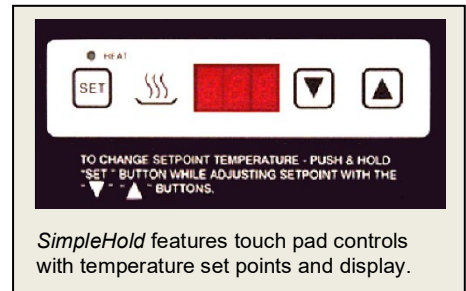 HEAT
SET
TO CHANGE SETPOINT TEMPERATURE - PUSH & HOLD
"SET" BUTTON WHILE ADJUSTING SETPOINT WITH THE
"▼" "▲" BUTTONS.
SimpleHold features touch pad controls
with temperature set points and display.